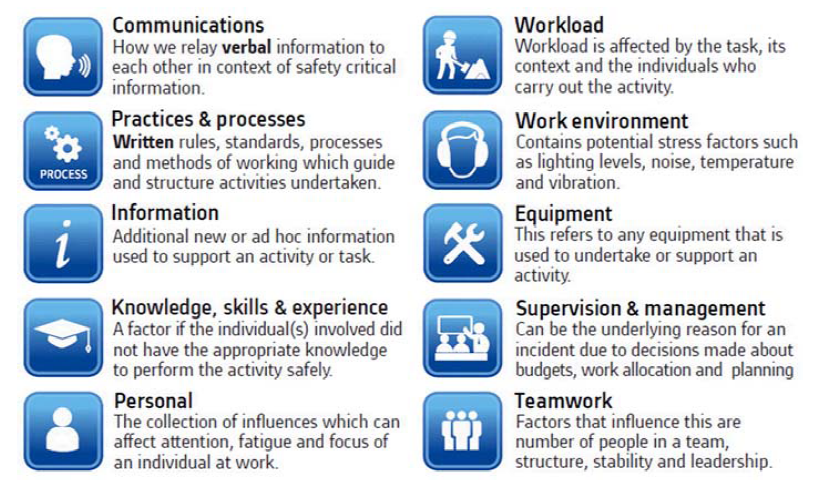 Communications
How we relay verbal information to
each other in context of safety critical
information.
PROCESS
Practices & processes
Written rules, standards, processes
and methods of working which guide
and structure activities undertaken.
i
Information
Additional new or ad hoc information
used to support an activity or task.
Knowledge, skills & experience
A factor if the individual(s) involved did
not have the appropriate knowledge
to perform the activity safely.
Personal
The collection of influences which can
affect attention, fatigue and focus of
an individual at work.
Workload
Workload is affected by the task, its
context and the individuals who
carry out the activity.
Work environment
Contains potential stress factors such
as lighting levels, noise, temperature
and vibration.
Equipment
This refers to any equipment that is
used to undertake or support an
activity.
Supervision & management
Can be the underlying reason for an
incident due to decisions made about
budgets, work allocation and planning
Teamwork
Factors that influence this are
number of people in a team,
structure, stability and leadership.